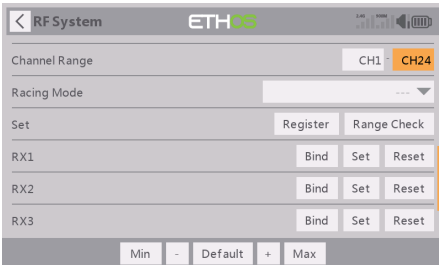 RF System ETHOS
Channel Range CH1 - CH24
Racing Mode ---
Set Register Range Check
RX1 Bind Set Reset
RX2 Bind Set Reset
RX3 Bind Set Reset
Min - Default + Max